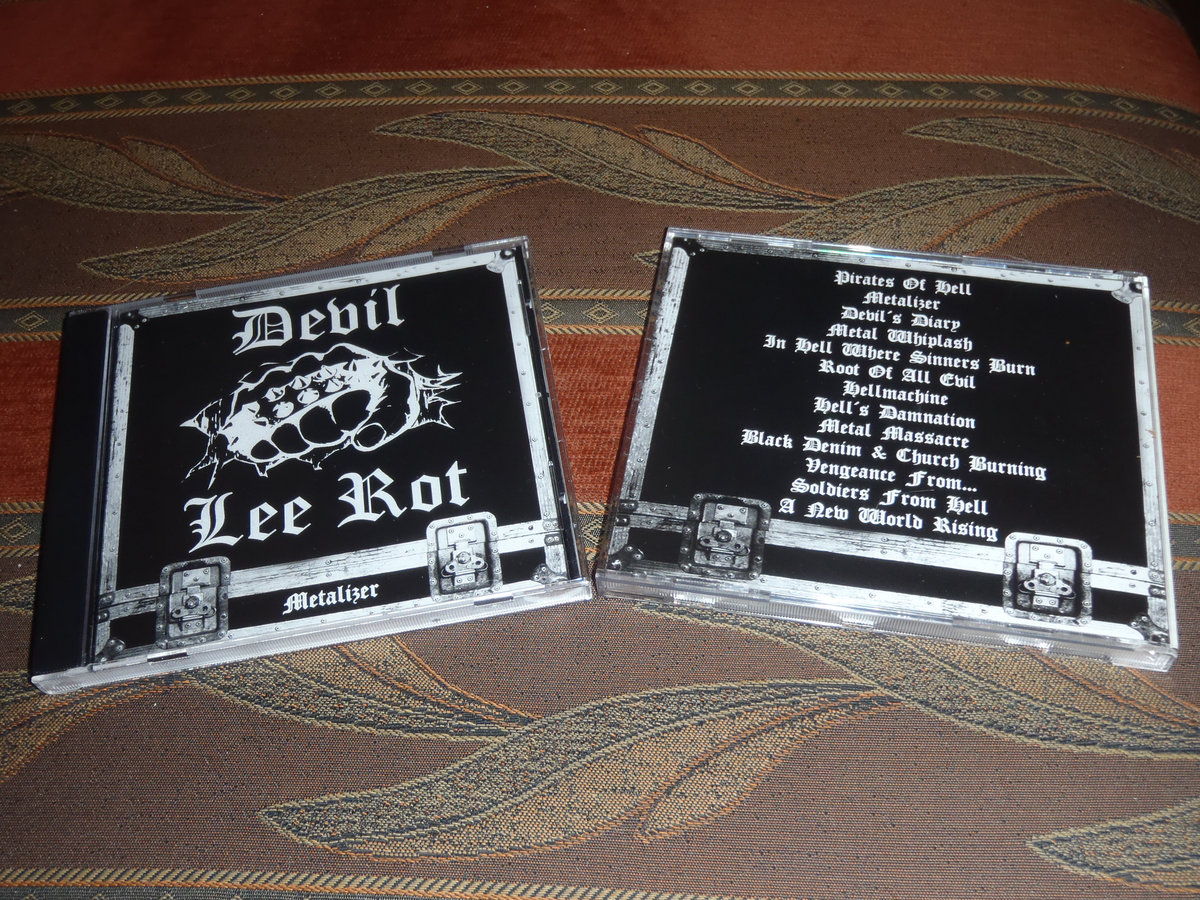 Devil
Lee Rot
Metalizer
Pirates Of Hell
Metalizer
Devil´s Diary
Metal Whiplash
In Hell Where Sinners Burn
Root Of All Evil
Hellmachine
Hell´s Damnation
Metal Massacre
Black Denim & Church Burning
Vengeance From...
Soldiers From Hell
A New World Rising